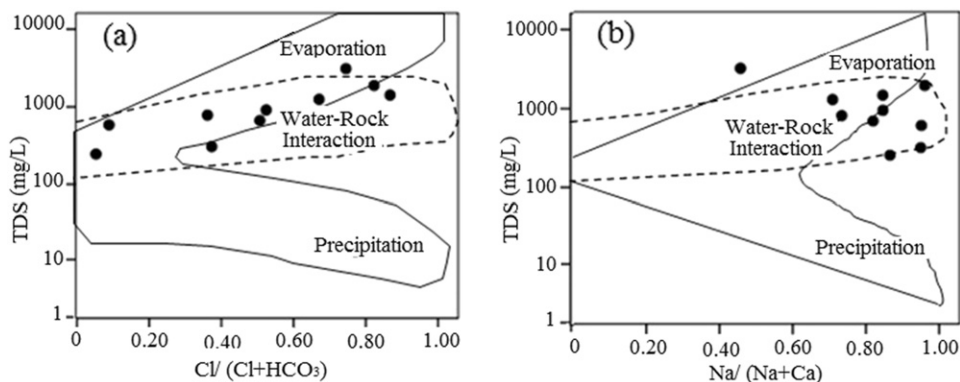 (a)
TDS (mg/L)
10000
1000
100
10
1
Evaporation
Water-Rock
Interaction
Precipitation
0 0.20 0.40 0.60 0.80 1.00
Cl/ (Cl+HCO₃)
(b)
TDS (mg/L)
10000
1000
100
10
1
Evaporation
Water-Rock
Interaction
Precipitation
0 0.20 0.40 0.60 0.80 1.00
Na/ (Na+Ca)